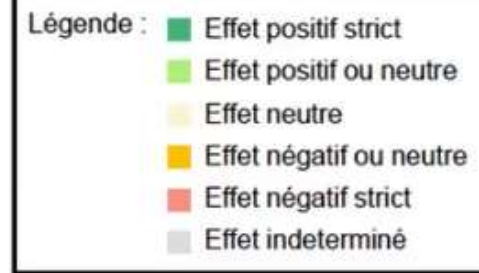 Légende : Effet positif strict
Effet positif ou neutre
Effet neutre
Effet négatif ou neutre
Effet négatif strict
Effet indeterminé